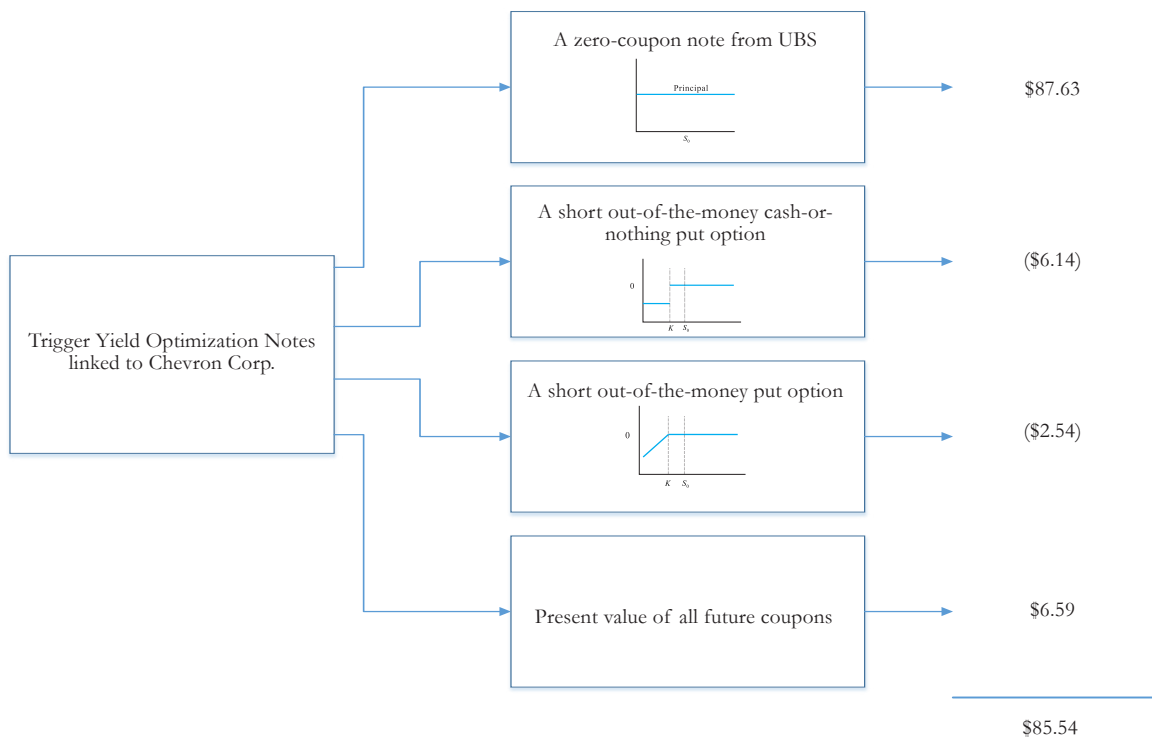 A zero-coupon note from UBS
Principal
S0
$87.63
A short out-of-the-money cash-or-
nothing put option
0
K S0
($6.14)
Trigger Yield Optimization Notes
linked to Chevron Corp.
A short out-of-the-money put option
0
K S0
($2.54)
Present value of all future coupons
$6.59
$85.54